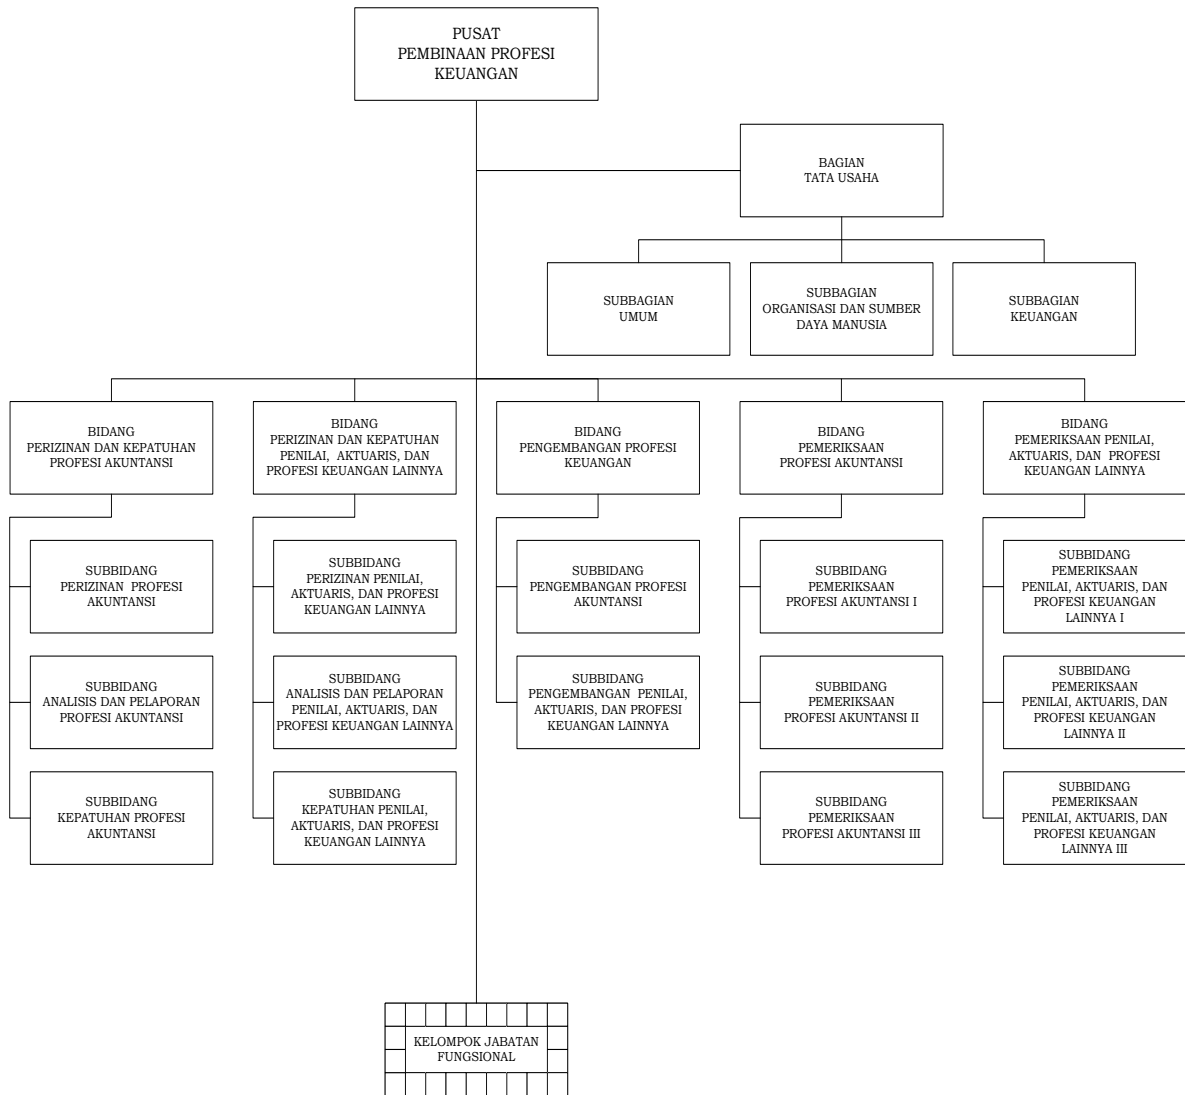 PUSAT
PEMBINAAN PROFESI
KEUANGAN
BAGIAN
TATA USAHA
SUBBAGIAN
UMUM
SUBBAGIAN
ORGANISASI DAN SUMBER
DAYA MANUSIA
SUBBAGIAN
KEUANGAN
BIDANG
PERIZINAN DAN KEPATUHAN
PROFESI AKUNTANSI
BIDANG
PERIZINAN DAN KEPATUHAN
PENILAI, AKTUARIS, DAN
PROFESI KEUANGAN LAINNYA
BIDANG
PENGEMBANGAN PROFESI
KEUANGAN
BIDANG
PEMERIKSAAN
PROFESI AKUNTANSI
BIDANG
PEMERIKSAAN PENILAI,
AKTUARIS, DAN PROFESI
KEUANGAN LAINNYA
SUBBIDANG
PERIZINAN PROFESI
AKUNTANSI
SUBBIDANG
PERIZINAN PENILAI,
AKTUARIS, DAN PROFESI
KEUANGAN LAINNYA
SUBBIDANG
PENGEMBANGAN PROFESI
AKUNTANSI
SUBBIDANG
PEMERIKSAAN
PROFESI AKUNTANSI I
SUBBIDANG
PEMERIKSAAN
PENILAI, AKTUARIS, DAN
PROFESI KEUANGAN
LAINNYA I
SUBBIDANG
ANALISIS DAN PELAPORAN
PROFESI AKUNTANSI
SUBBIDANG
ANALISIS DAN PELAPORAN
PENILAI, AKTUARIS, DAN
PROFESI KEUANGAN LAINNYA
SUBBIDANG
PENGEMBANGAN PENILAI,
AKTUARIS, DAN PROFESI
KEUANGAN LAINNYA
SUBBIDANG
PEMERIKSAAN
PROFESI AKUNTANSI II
SUBBIDANG
PEMERIKSAAN
PENILAI, AKTUARIS, DAN
PROFESI KEUANGAN
LAINNYA II
SUBBIDANG
KEPATUHAN PROFESI
AKUNTANSI
SUBBIDANG
KEPATUHAN PENILAI,
AKTUARIS, DAN PROFESI
KEUANGAN LAINNYA
SUBBIDANG
PEMERIKSAAN
PROFESI AKUNTANSI III
SUBBIDANG
PEMERIKSAAN
PENILAI, AKTUARIS, DAN
PROFESI KEUANGAN
LAINNYA III
KELOMPOK JABATAN
FUNGSIONAL